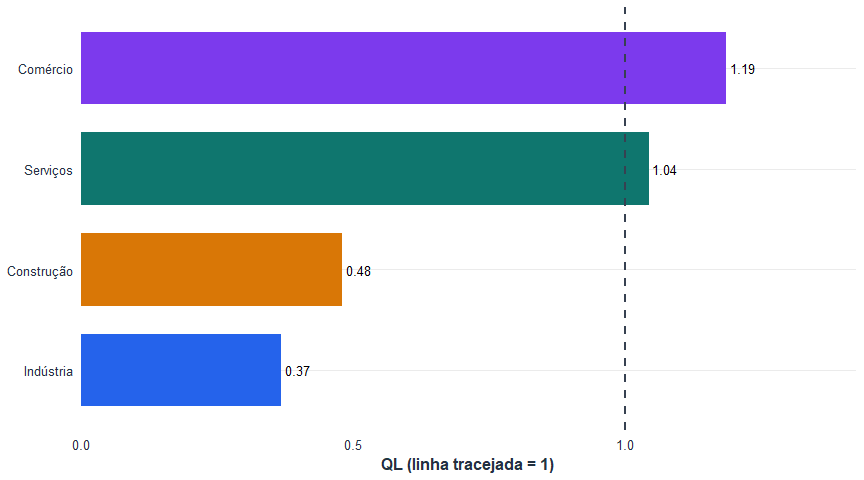 Comércio
1.19
Serviços
1.04
Construção
0.48
Indústria
0.37
0.0 0.5 1.0
QL (linha tracejada = 1)